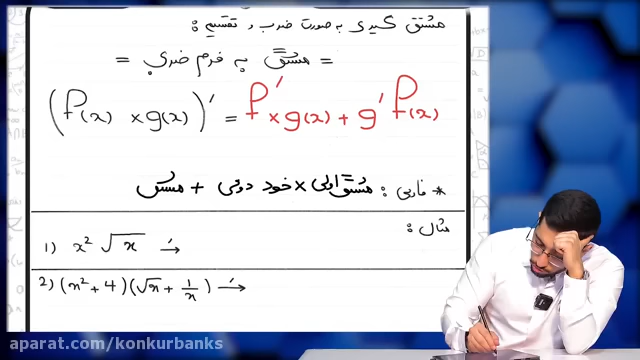 مشتق گیری به صورت ضرب و تقسیم :
= مشتق به فرم ضرب =
(f(x) × g(x))′ = f′ × g(x) + g′ f(x)
* فارسی : مشتق اولی × خود دومی + مشتق
مثال :
1) x² √x →′
2) (x² + 4)(√x + 1/x) →′
aparat.com/konkurbanks